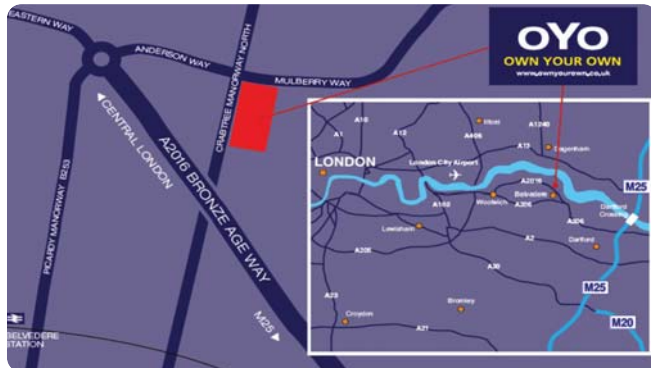 EASTERN WAY
ANDERSON WAY
CRABTREE MANORWAY NORTH
MULBERRY WAY
oYo
OWN YOUR OWN
www.ownyourown.co.uk
CENTRAL LONDON
A2016 BRONZE AGE WAY
PICARDY MANORWAY B253
M25
BELVEDERE
STATION
Ilford
A10
A1240
A1
A12
A406
A13
Dagenham
LONDON
London City Airport
A2016
Belvedere
M25
Woolwich
A206
A102
Dartford
Crossing
A206
Lewisham
A2
Dartford
A205
A20
M25
A23
Bromley
M20
Croydon
A21